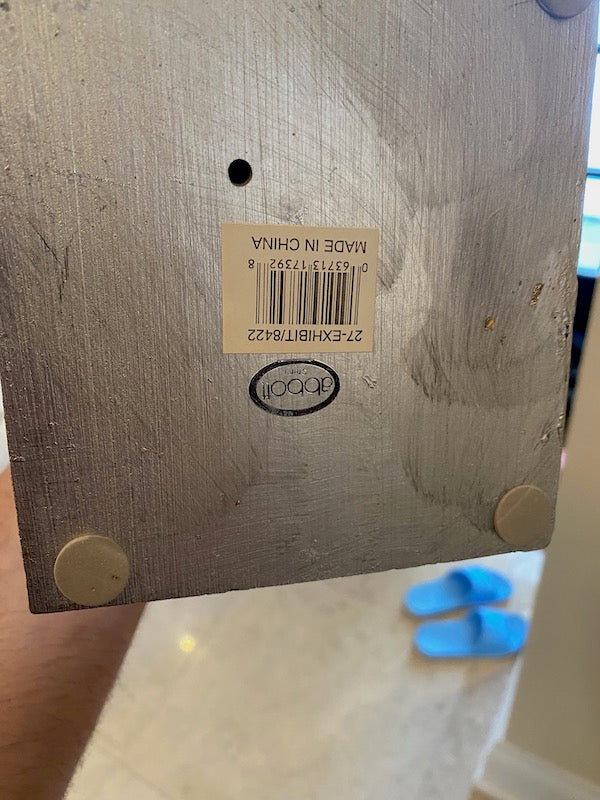 abbott
27-EXHIBIT/8422
0 63713 17392 8
MADE IN CHINA